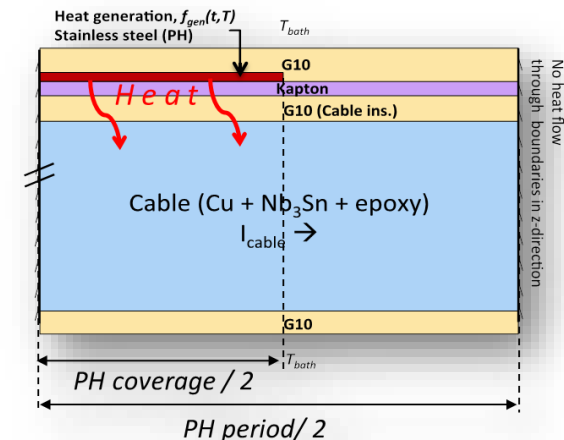 Heat generation, f_gen(t,T)
Stainless steel (PH)
T_bath
G10
Heat
Kapton
G10 (Cable ins.)
No heat flow
through boundaries in z-direction
Cable (Cu + Nb₃Sn + epoxy)
I_cable →
G10
T_bath
PH coverage / 2
PH period/ 2